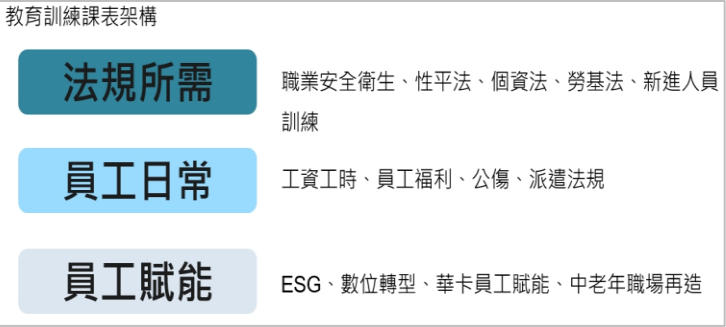 教育訓練課表架構
法規所需
職業安全衛生、性平法、個資法、勞基法、新進人員
訓練
員工日常
工資工時、員工福利、公傷、派遣法規
員工賦能
ESG、數位轉型、華卡員工賦能、中老年職場再造